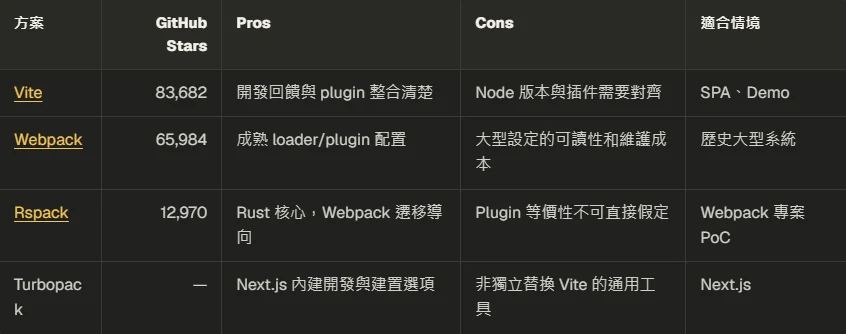 方案 GitHub Stars Pros Cons 適合情境
Vite 83,682 開發回饋與 plugin 整合清楚 Node 版本與插件需要對齊 SPA、Demo
Webpack 65,984 成熟 loader/plugin 配置 大型設定的可讀性和維護成本 歷史大型系統
Rspack 12,970 Rust 核心，Webpack 遷移導向 Plugin 等價性不可直接假定 Webpack 專案 PoC
Turbopack — Next.js 內建開發與建置選項 非獨立替換 Vite 的通用工具 Next.js